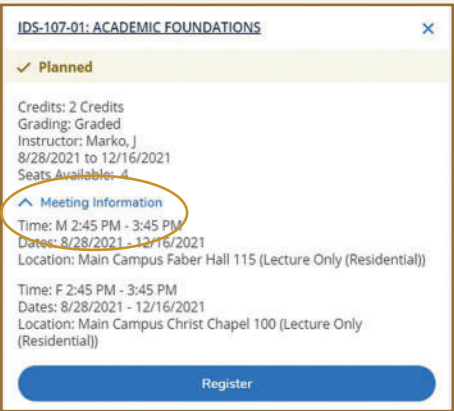 IDS-107-01: ACADEMIC FOUNDATIONS
Planned
Credits: 2 Credits
Grading: Graded
Instructor: Marko, J
8/28/2021 to 12/16/2021
Seats Available: 4
Meeting Information
Time: M 2:45 PM - 3:45 PM
Dates: 8/28/2021 - 12/16/2021
Location: Main Campus Faber Hall 115 (Lecture Only (Residential))
Time: F 2:45 PM - 3:45 PM
Dates: 8/28/2021 - 12/16/2021
Location: Main Campus Christ Chapel 100 (Lecture Only
(Residential))
Register